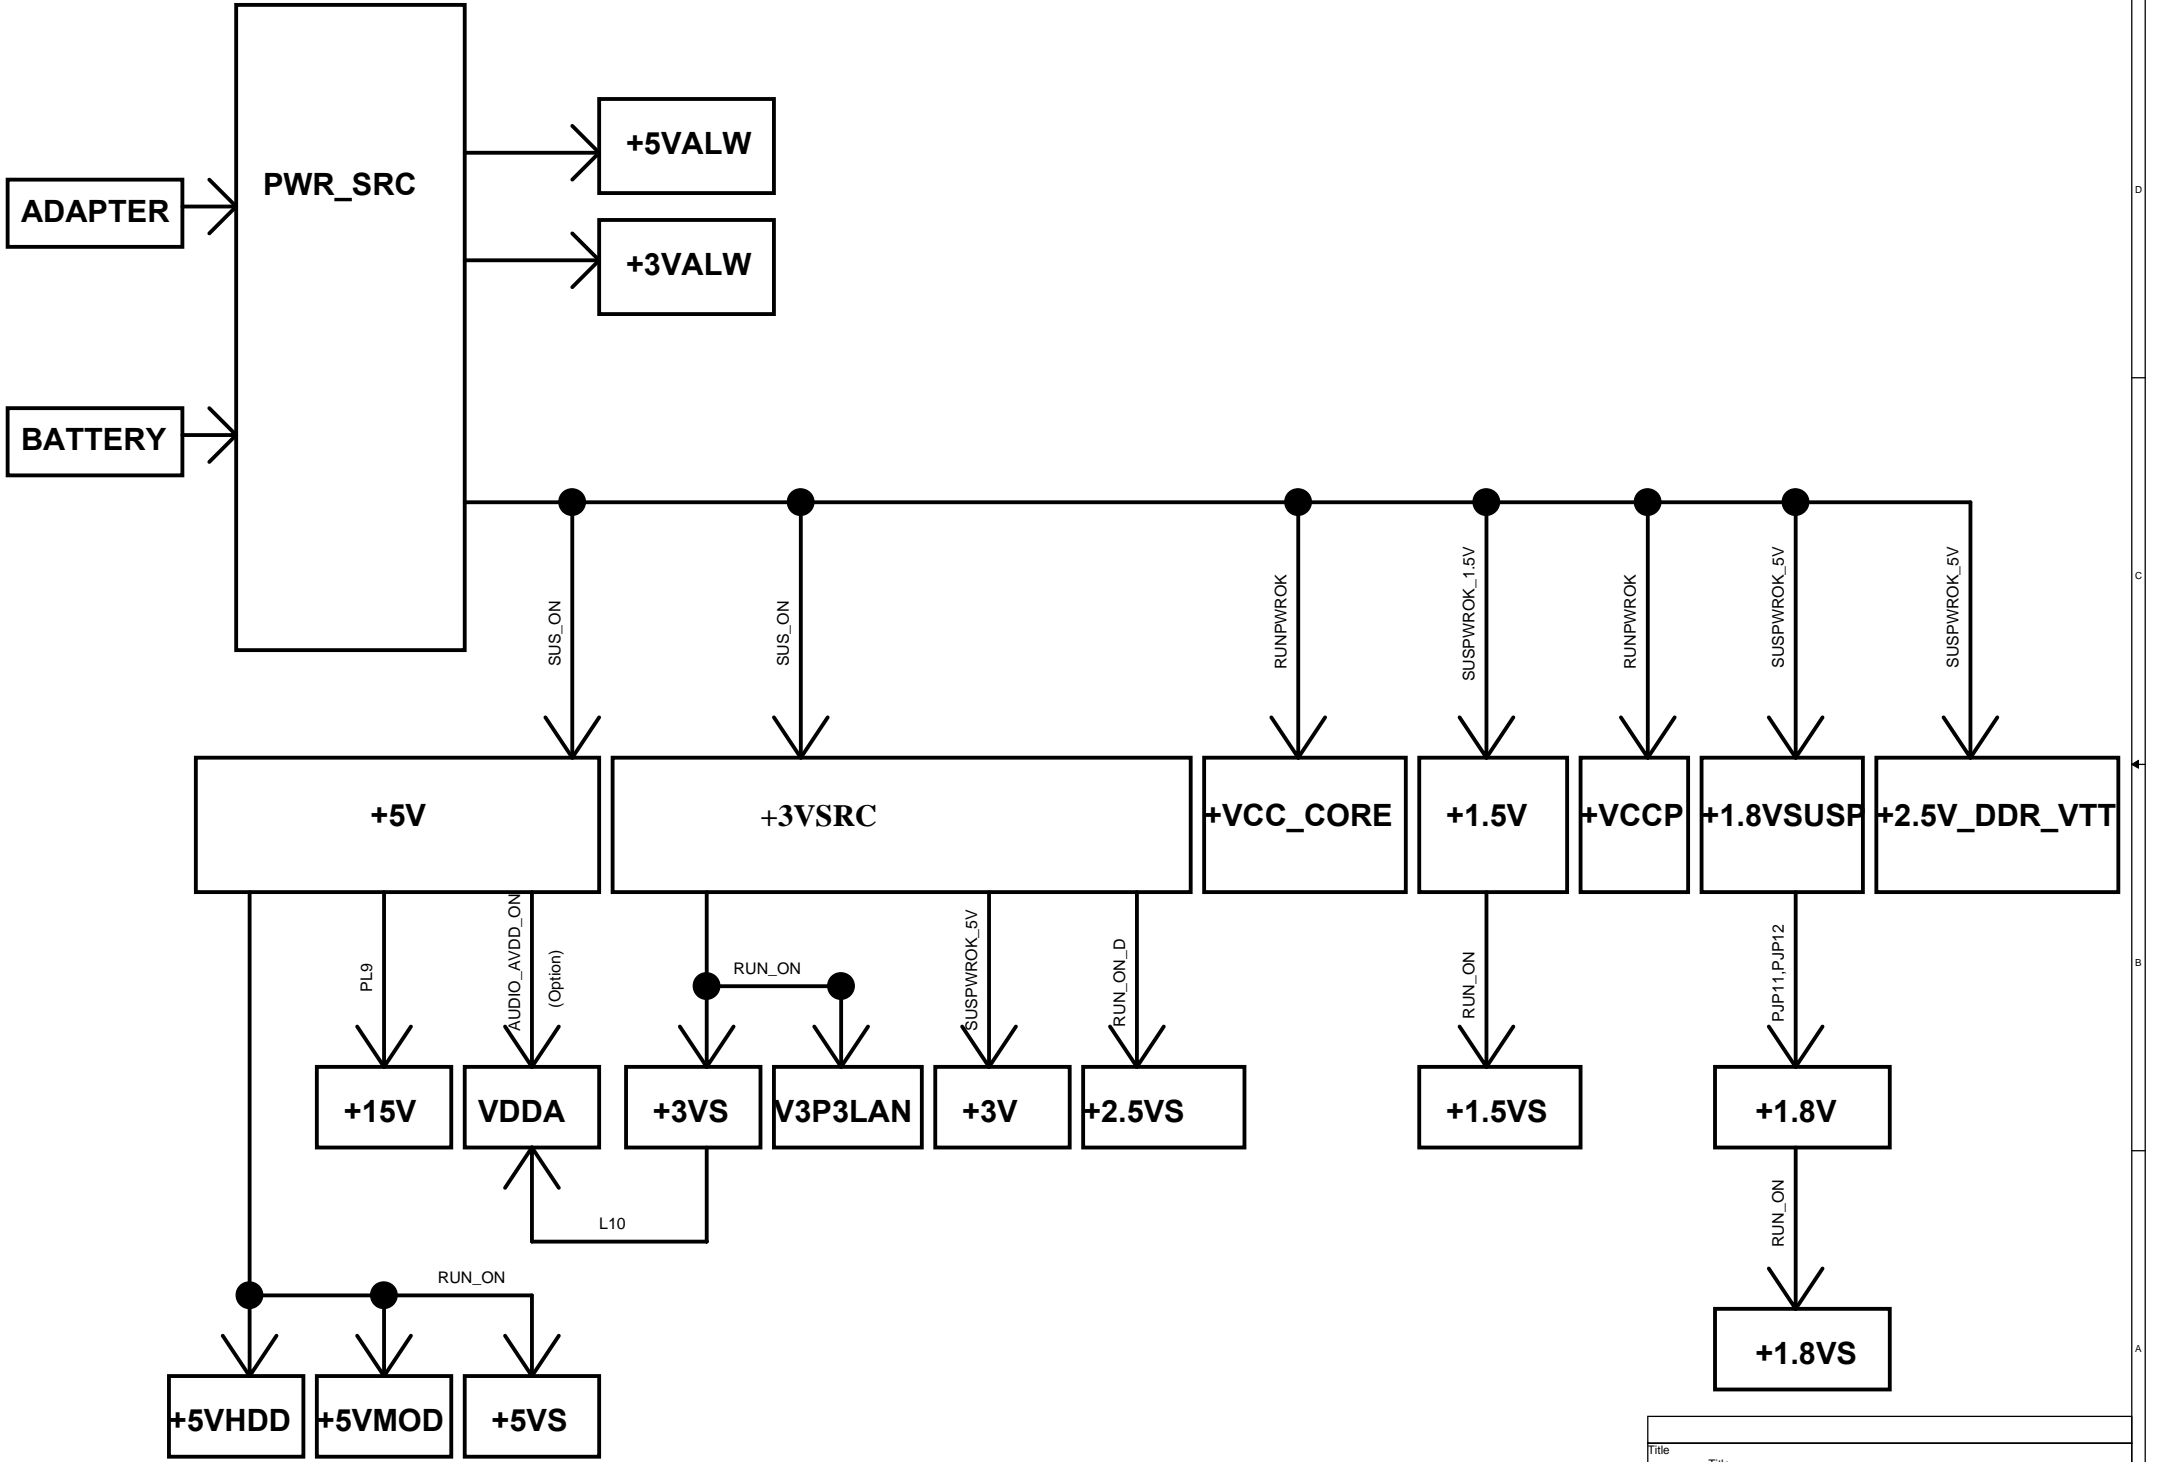 +5VALW
D
PWR_SRC
ADAPTER
+3VALW
BATTERY
C
SUS_ON
SUS_ON
RUNPWROK
SUSPWROK_1.5V
RUNPWROK
SUSPWROK_5V
SUSPWROK_5V
+5V
+3VSRC
+VCC_CORE
+1.5V
+VCCP
+1.8VSUSP
+2.5V_DDR_VTT
PL9
AUDIO_AVDD_ON
(Option)
RUN_ON
SUSPWROK_5V
RUN_ON_D
RUN_ON
PJP11,PJP12
B
+15V
VDDA
+3VS
V3P3LAN
+3V
+2.5VS
+1.5VS
+1.8V
L10
RUN_ON
RUN_ON
A
+1.8VS
+5VHDD
+5VMOD
+5VS
Title